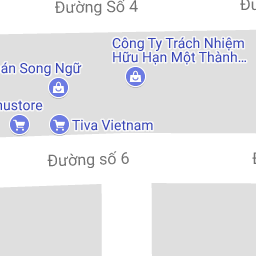 Đường Số 4
Công Ty Trách Nhiệm
Hữu Hạn Một Thành...
án Song Ngữ
nustore
Tiva Vietnam
Đường số 6